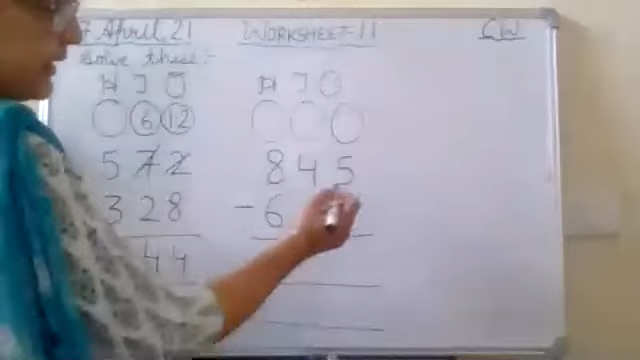 7 April, 21 WORKSHEET-11 C.W
Solve these:-
H T O H T O
6 12
5 7 2 8 4 5
3 2 8 - 6
4 4